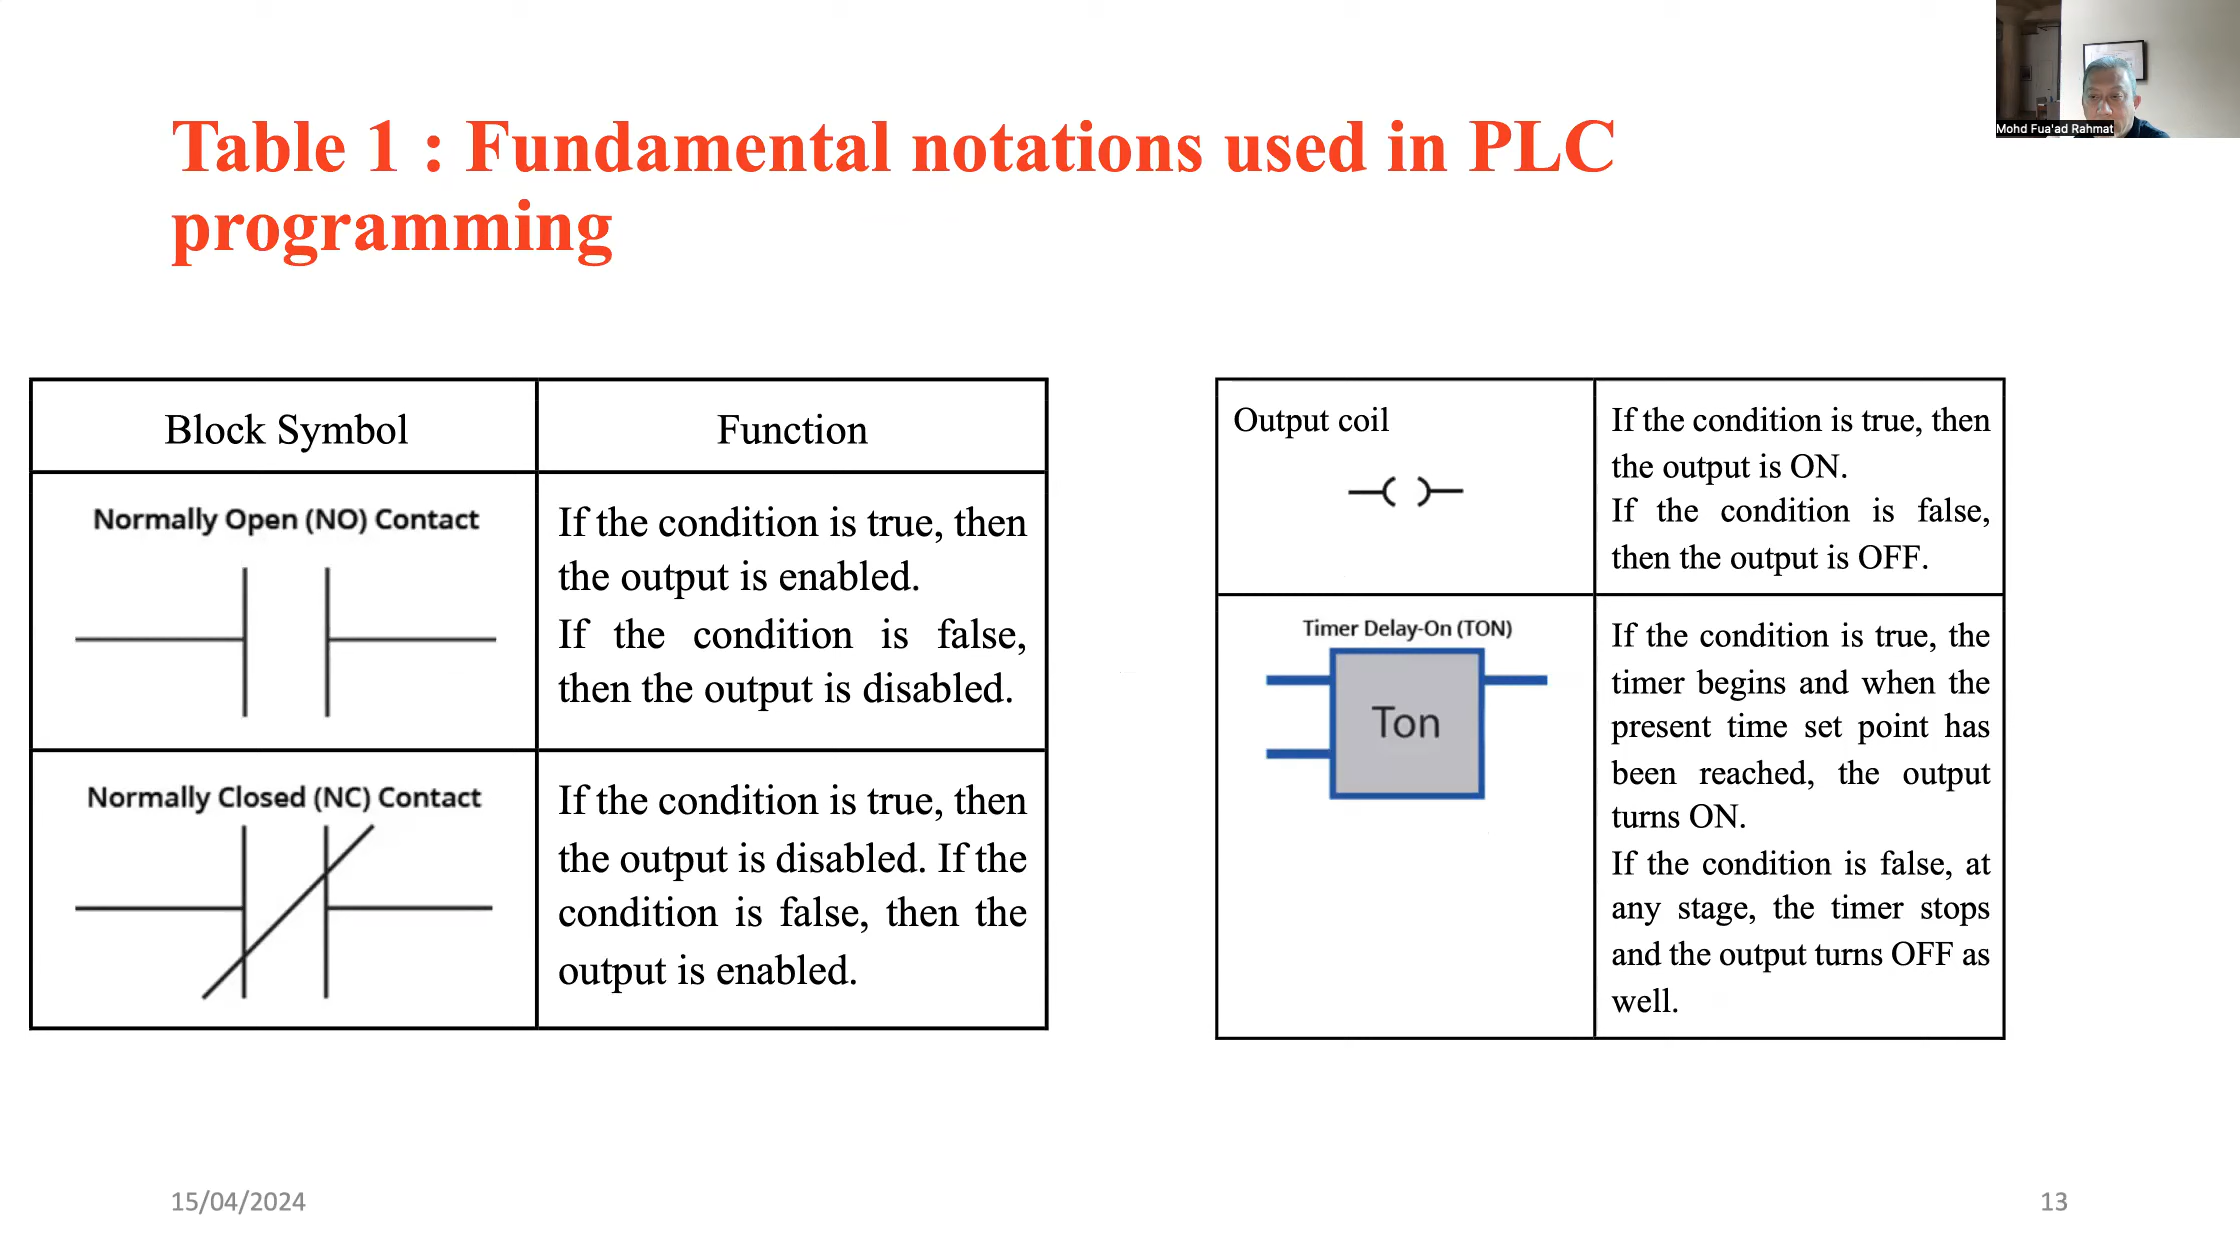 Mohd Fua'ad Rahmat
Table 1 : Fundamental notations used in PLC
programming
Block Symbol
Function
Normally Open (NO) Contact
If the condition is true, then
the output is enabled.
If the condition is false,
then the output is disabled.
Normally Closed (NC) Contact
If the condition is true, then
the output is disabled. If the
condition is false, then the
output is enabled.
Output coil
If the condition is true, then
the output is ON.
If the condition is false,
then the output is OFF.
Timer Delay-On (TON)
Ton
If the condition is true, the
timer begins and when the
present time set point has
been reached, the output
turns ON.
If the condition is false, at
any stage, the timer stops
and the output turns OFF as
well.
15/04/2024
13